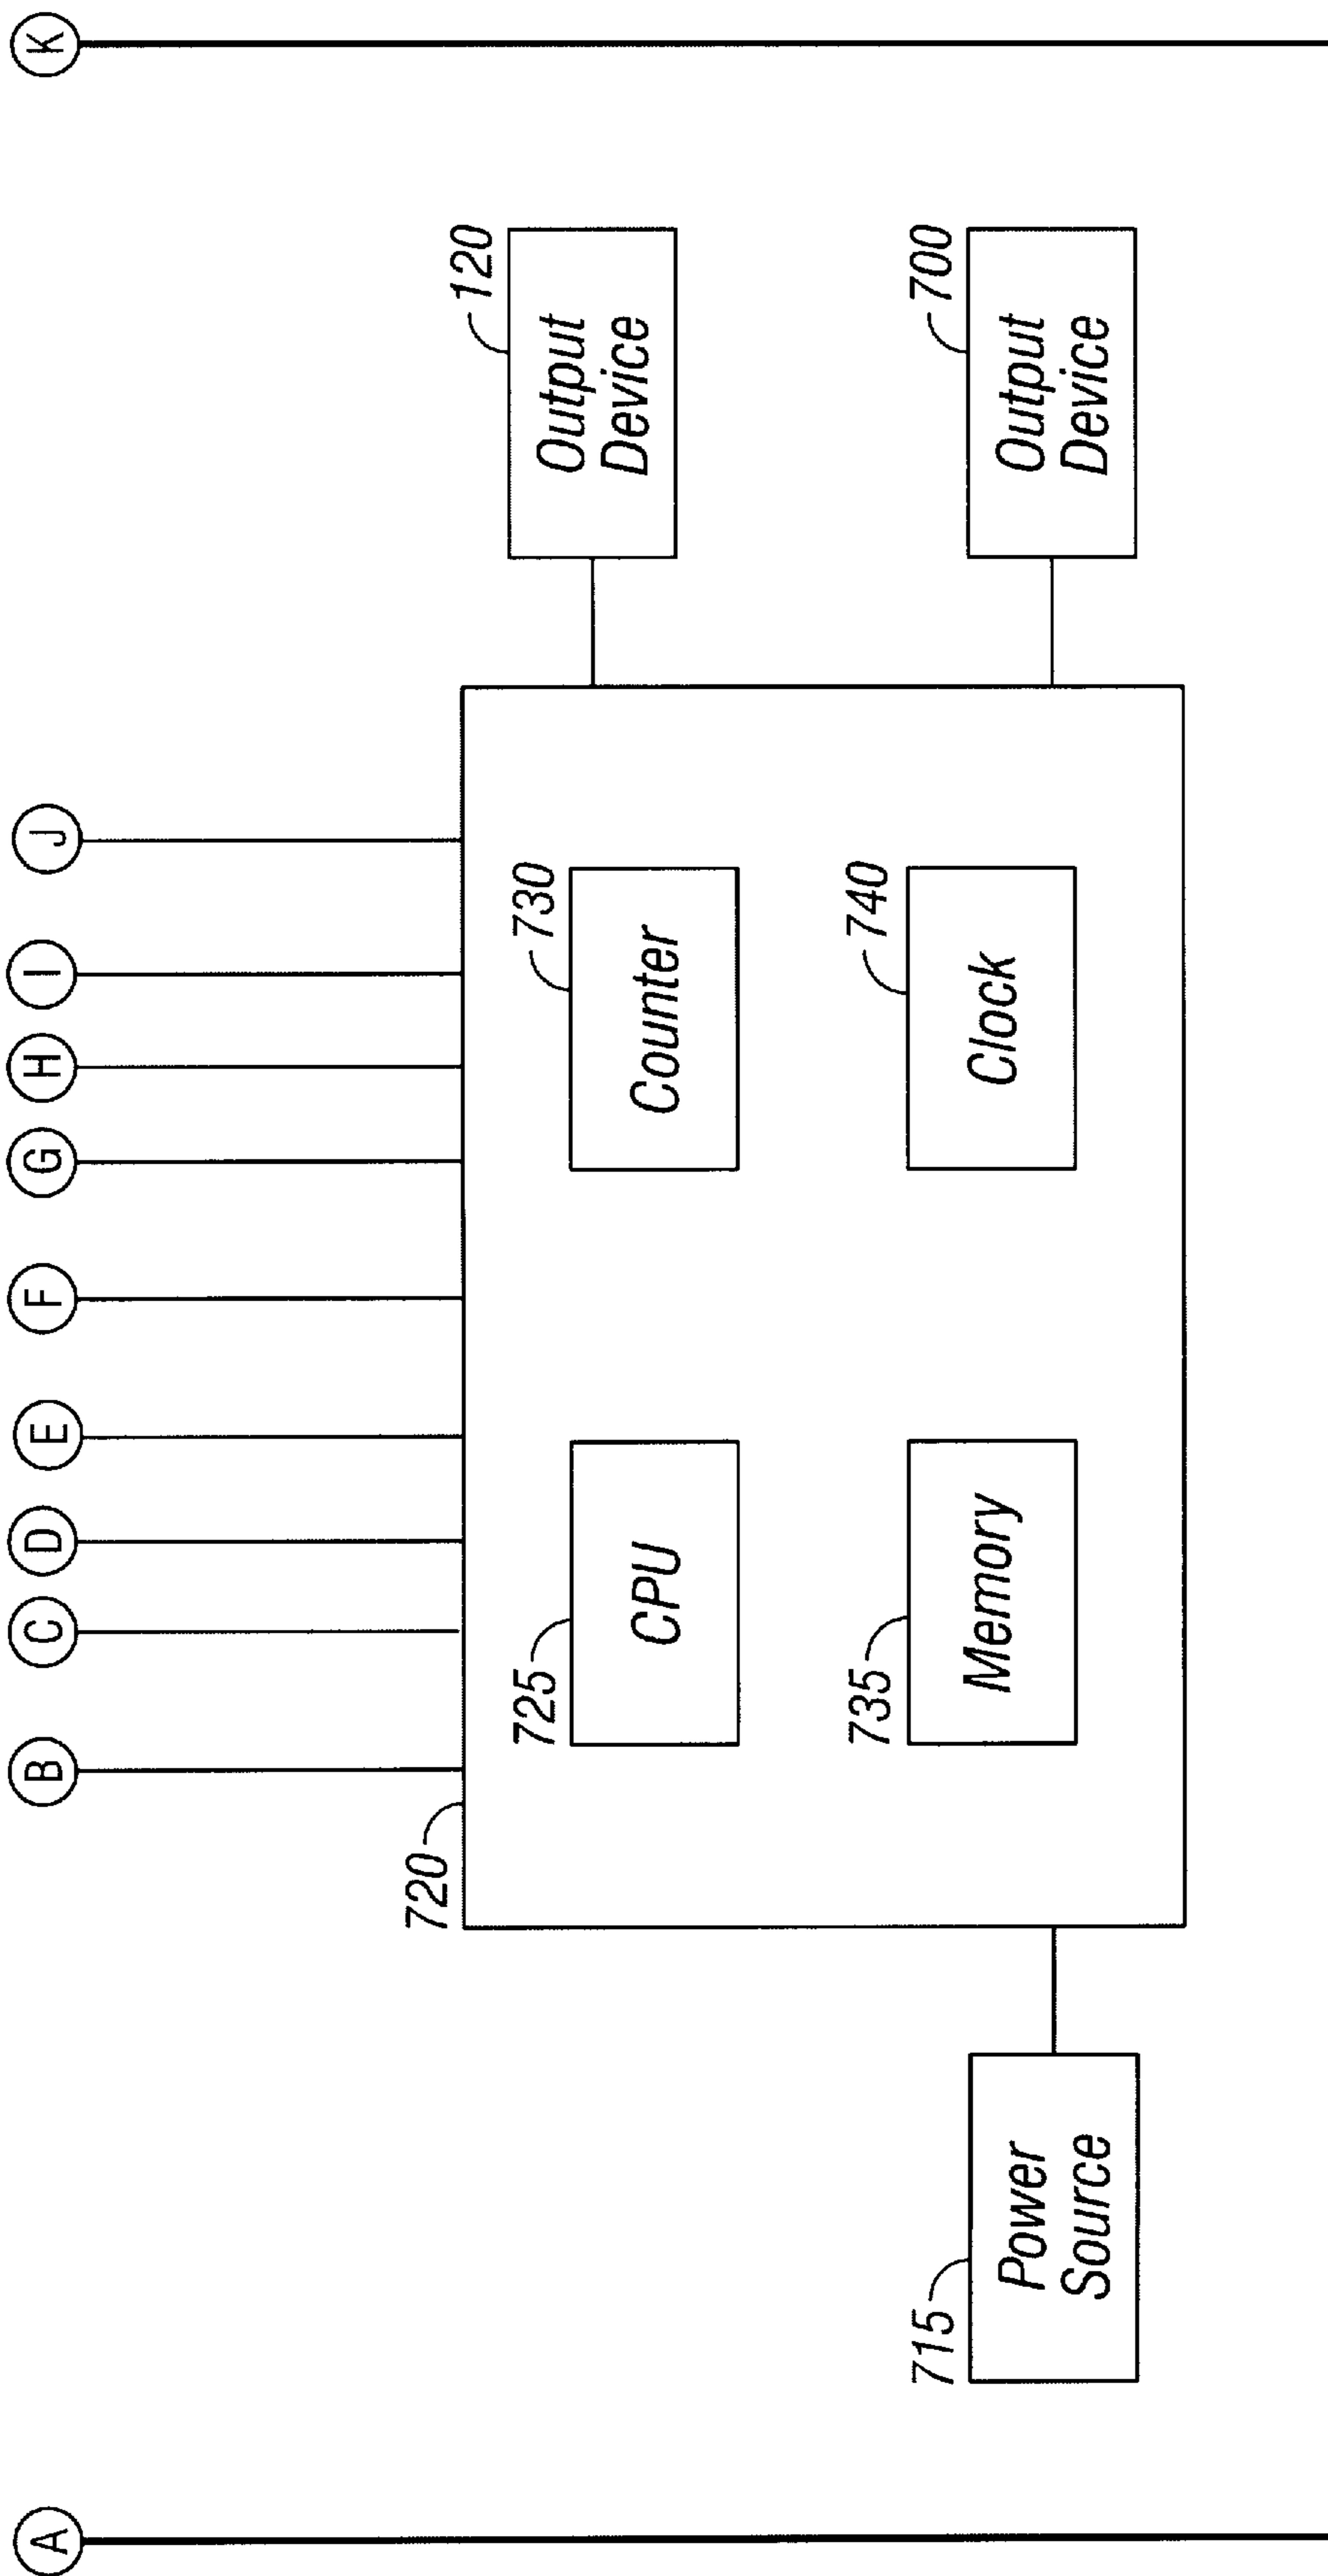 A
B
C
D
E
F
G
H
I
J
K
720
725
CPU
730
Counter
120
Output
Device
715
Power
Source
735
Memory
740
Clock
700
Output
Device